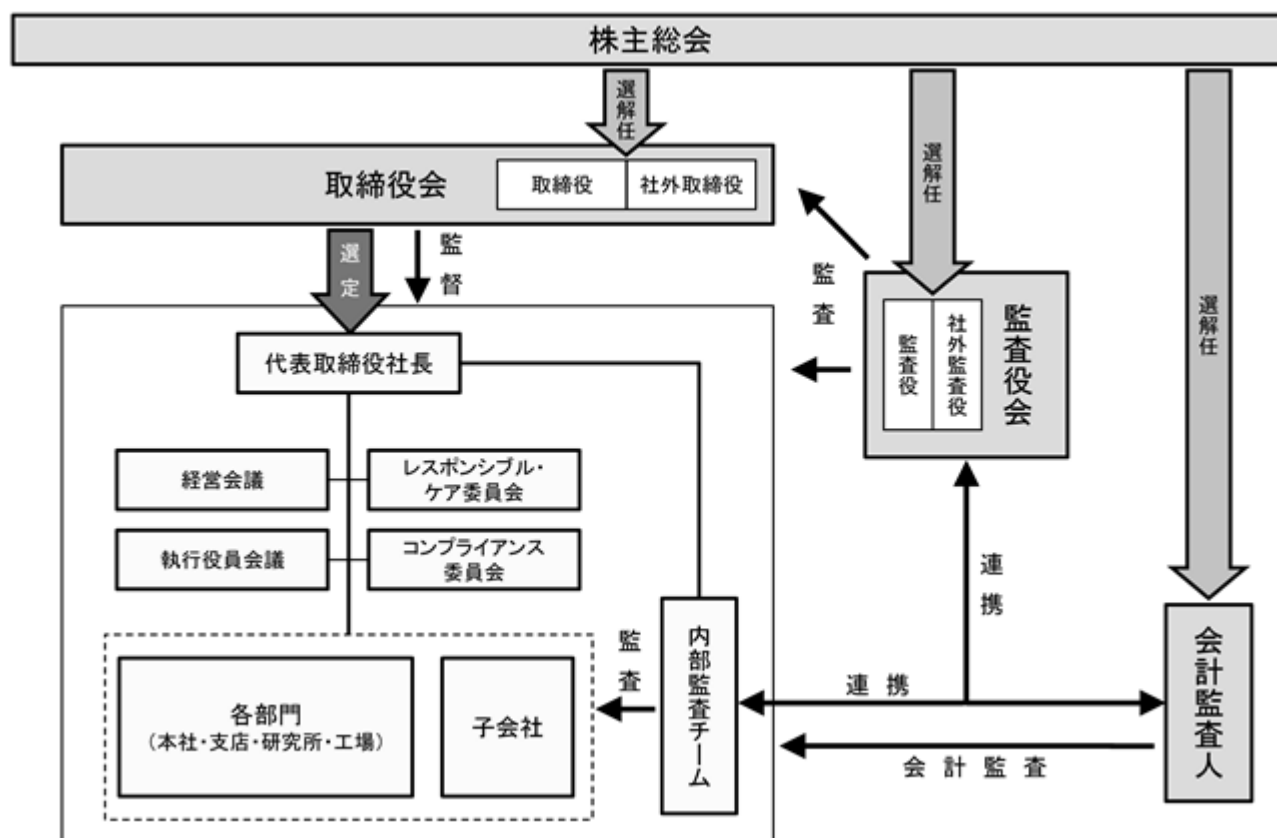 株主総会
選解任
選解任
選解任
取締役会
取締役
社外取締役
選定
監督
監査
監査役
社外監査役
監査役会
代表取締役社長
経営会議
レスポンシブル・
ケア委員会
執行役員会議
コンプライアンス
委員会
連携
監査
内部監査チーム
連携
会計監査人
各部門
（本社・支店・研究所・工場）
子会社
会計監査